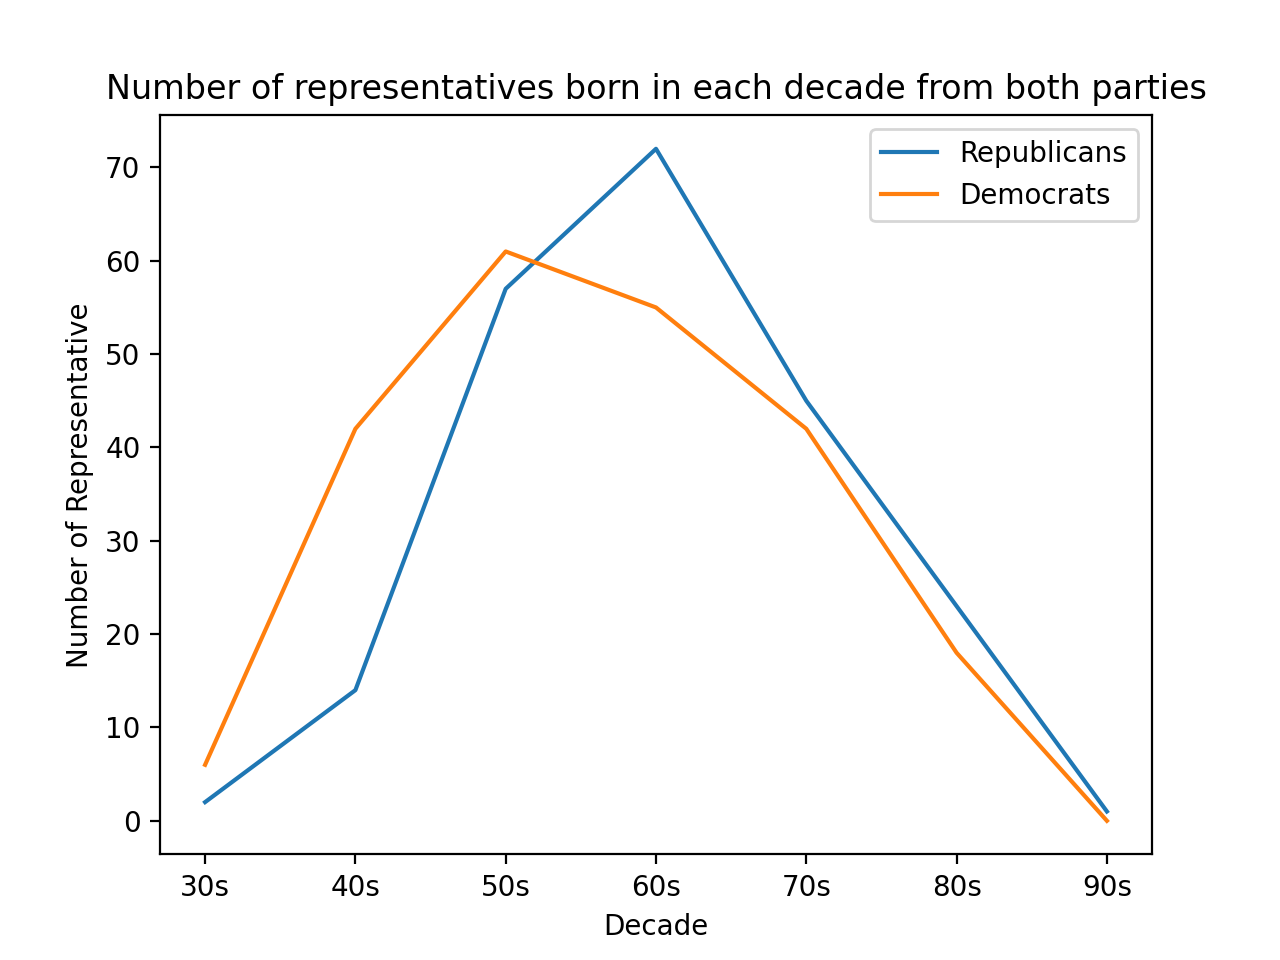 Number of representatives born in each decade from both parties
Republicans
Democrats
Number of Representative
70
60
50
40
30
20
10
0
30s 40s 50s 60s 70s 80s 90s
Decade